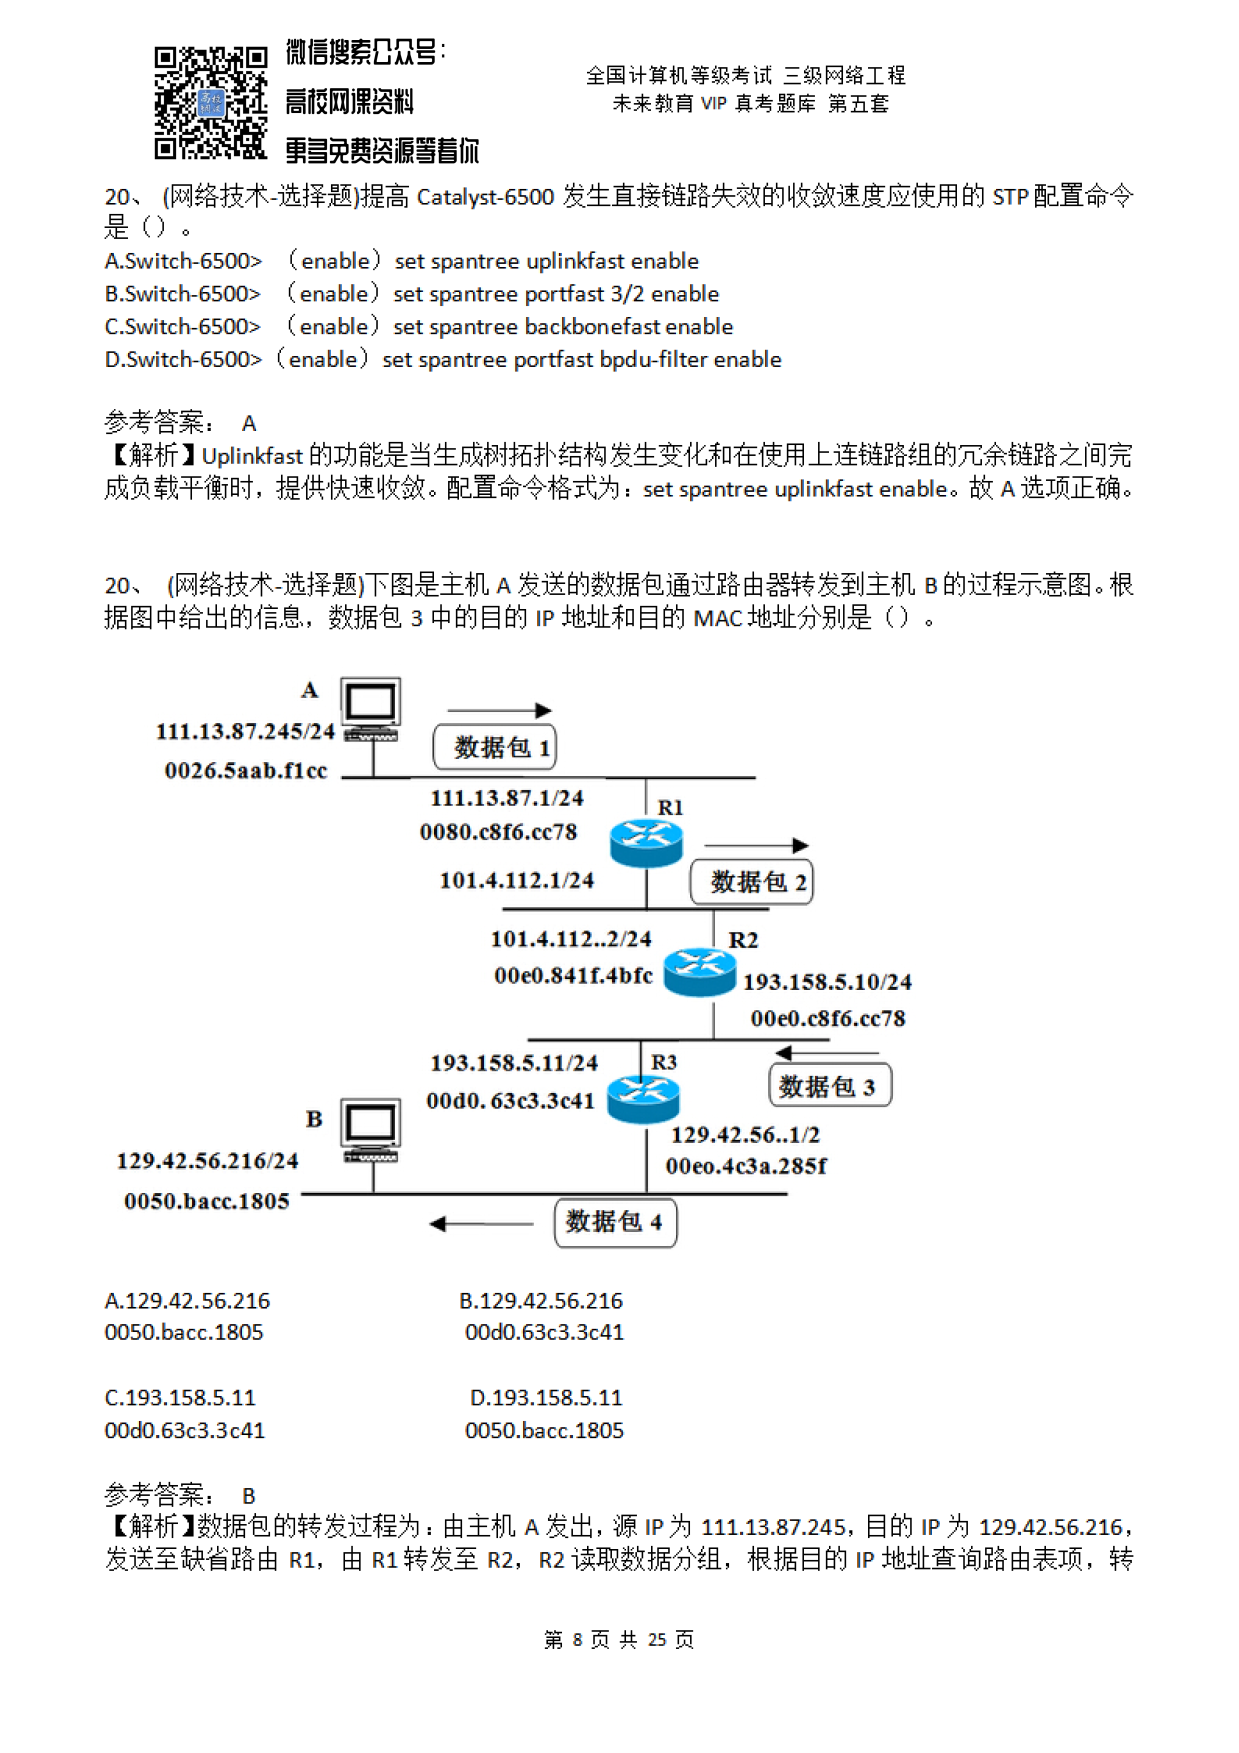 微信搜索公众号：
高校网课资料
更多免费资源等着你
全国计算机等级考试 三级网络工程
未来教育 VIP 真考题库 第五套
20、 (网络技术-选择题)提高 Catalyst-6500 发生直接链路失效的收敛速度应使用的 STP 配置命令
是（）。
A.Switch-6500> （enable）set spantree uplinkfast enable
B.Switch-6500> （enable）set spantree portfast 3/2 enable
C.Switch-6500> （enable）set spantree backbonefast enable
D.Switch-6500>（enable）set spantree portfast bpdu-filter enable
参考答案： A
【解析】Uplinkfast 的功能是当生成树拓扑结构发生变化和在使用上连链路组的冗余链路之间完
成负载平衡时，提供快速收敛。配置命令格式为：set spantree uplinkfast enable。故 A 选项正确。
20、 (网络技术-选择题)下图是主机 A 发送的数据包通过路由器转发到主机 B 的过程示意图。根
据图中给出的信息，数据包 3 中的目的 IP 地址和目的 MAC 地址分别是（）。
A
111.13.87.245/24
数据包 1
0026.5aab.f1cc
111.13.87.1/24
R1
0080.c8f6.cc78
101.4.112.1/24
数据包 2
101.4.112..2/24
R2
00e0.841f.4bfc
193.158.5.10/24
00e0.c8f6.cc78
193.158.5.11/24
R3
数据包 3
00d0.63c3.3c41
B
129.42.56..1/2
129.42.56.216/24
00eo.4c3a.285f
0050.bacc.1805
数据包 4
A.129.42.56.216 B.129.42.56.216
0050.bacc.1805 00d0.63c3.3c41
C.193.158.5.11 D.193.158.5.11
00d0.63c3.3c41 0050.bacc.1805
参考答案： B
【解析】数据包的转发过程为：由主机 A 发出，源 IP 为 111.13.87.245，目的 IP 为 129.42.56.216，
发送至缺省路由 R1，由 R1 转发至 R2，R2 读取数据分组，根据目的 IP 地址查询路由表项，转
第 8 页 共 25 页